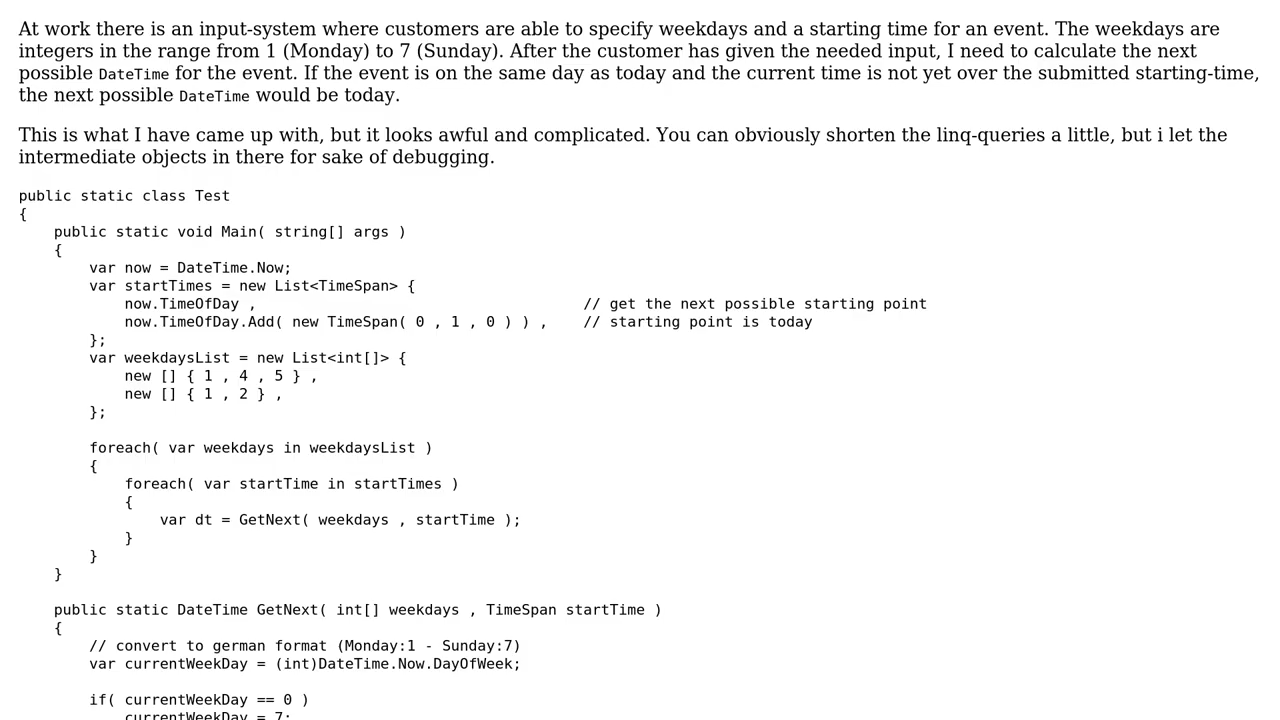 At work there is an input-system where customers are able to specify weekdays and a starting time for an event. The weekdays are
integers in the range from 1 (Monday) to 7 (Sunday). After the customer has given the needed input, I need to calculate the next
possible DateTime for the event. If the event is on the same day as today and the current time is not yet over the submitted starting-time,
the next possible DateTime would be today.
This is what I have came up with, but it looks awful and complicated. You can obviously shorten the linq-queries a little, but i let the
intermediate objects in there for sake of debugging.
public static class Test
{
    public static void Main( string[] args )
    {
        var now = DateTime.Now;
        var startTimes = new List<TimeSpan> {
            now.TimeOfDay ,                                     // get the next possible starting point
            now.TimeOfDay.Add( new TimeSpan( 0 , 1 , 0 ) ) ,    // starting point is today
        };
        var weekdaysList = new List<int[]> {
            new [] { 1 , 4 , 5 } ,
            new [] { 1 , 2 } ,
        };
        foreach( var weekdays in weekdaysList )
        {
            foreach( var startTime in startTimes )
            {
                var dt = GetNext( weekdays , startTime );
            }
        }
    }
    public static DateTime GetNext( int[] weekdays , TimeSpan startTime )
    {
        // convert to german format (Monday:1 - Sunday:7)
        var currentWeekDay = (int)DateTime.Now.DayOfWeek;
        if( currentWeekDay == 0 )
            currentWeekDay = 7;